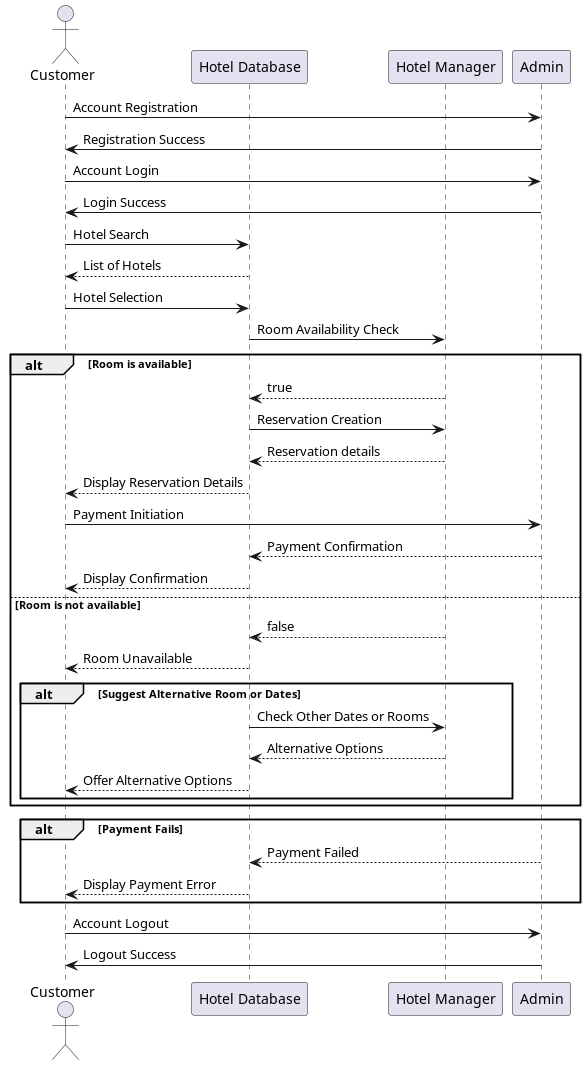 Customer
Hotel Database
Hotel Manager
Admin
Account Registration
Registration Success
Account Login
Login Success
Hotel Search
List of Hotels
Hotel Selection
Room Availability Check
alt [Room is available]
true
Reservation Creation
Reservation details
Display Reservation Details
Payment Initiation
Payment Confirmation
Display Confirmation
[Room is not available]
false
Room Unavailable
alt [Suggest Alternative Room or Dates]
Check Other Dates or Rooms
Alternative Options
Offer Alternative Options
alt [Payment Fails]
Payment Failed
Display Payment Error
Account Logout
Logout Success
Customer
Hotel Database
Hotel Manager
Admin